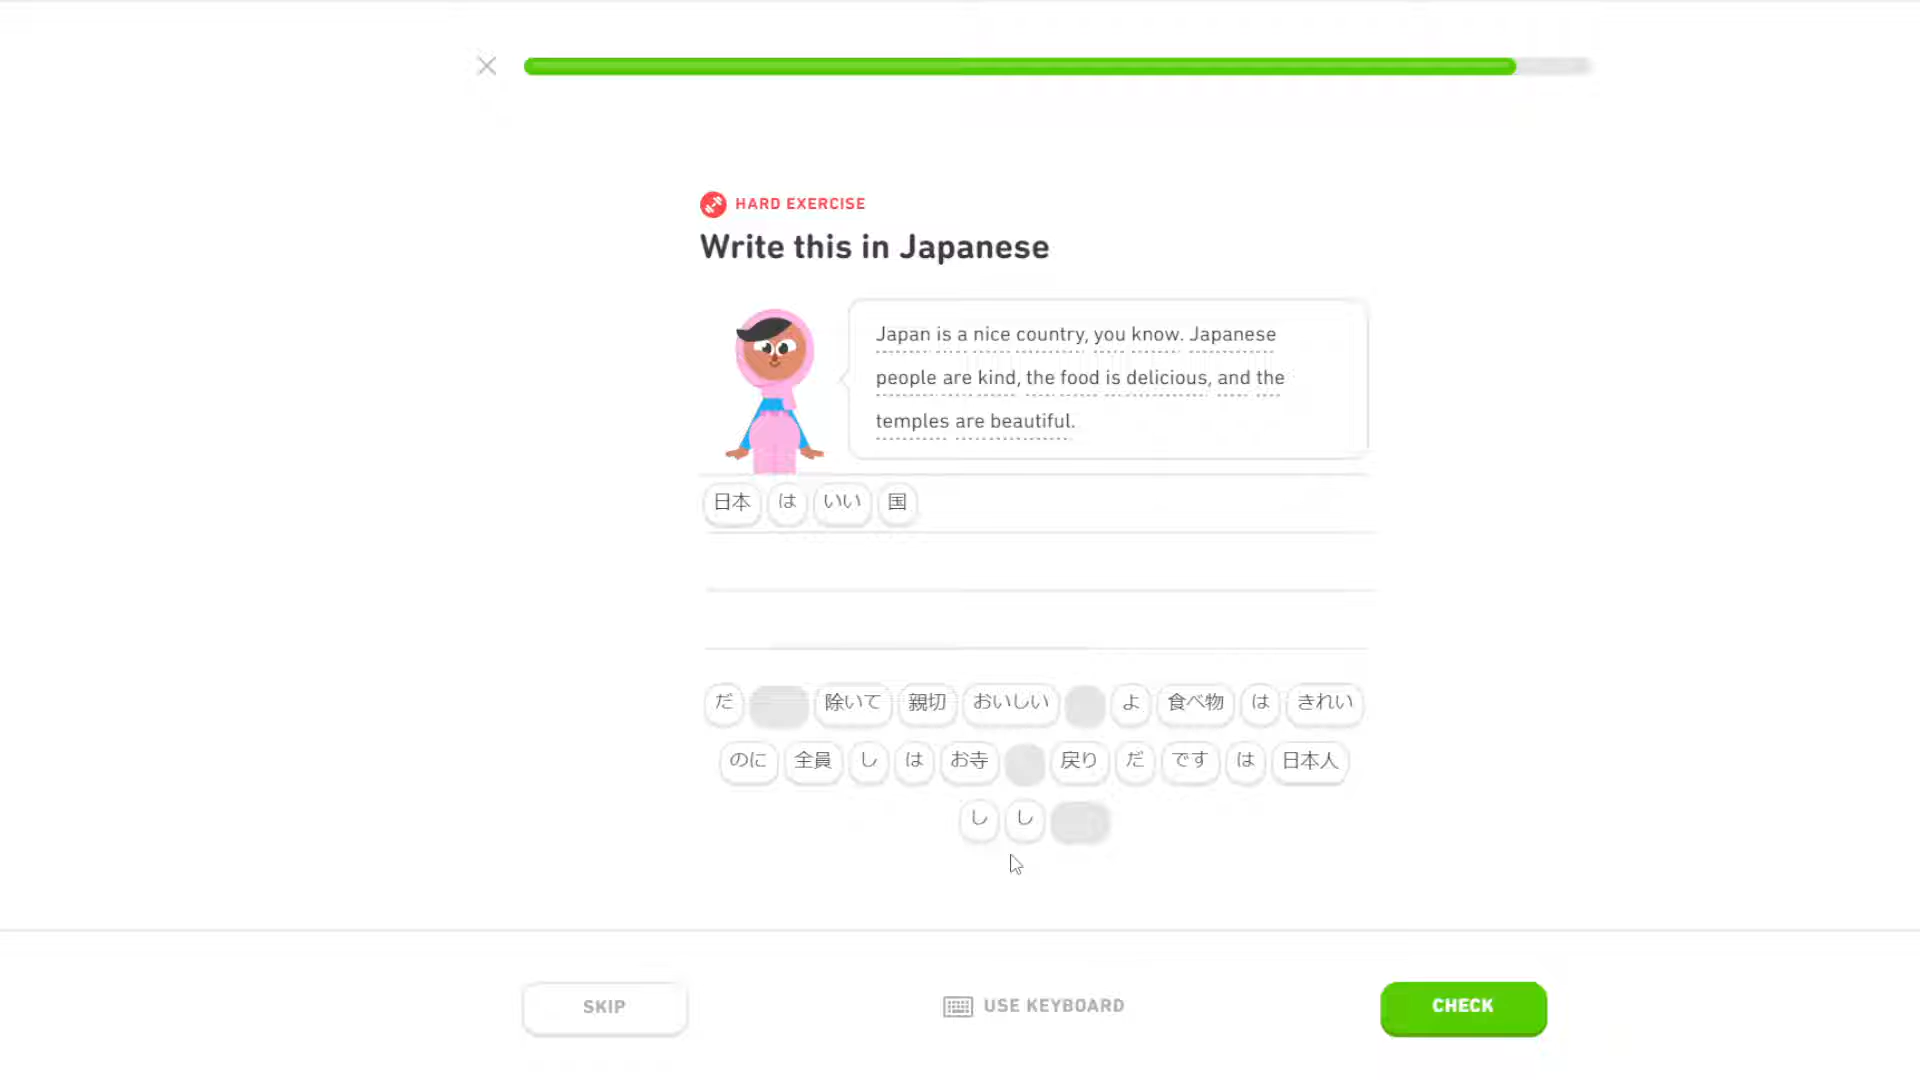 HARD EXERCISE
Write this in Japanese
Japan is a nice country, you know. Japanese
people are kind, the food is delicious, and the
temples are beautiful.
日本 は いい 国
だ 除いて 親切 おいしい よ 食べ物 は きれい
のに 全員 し は お寺 戻り だ です は 日本人
し し
SKIP USE KEYBOARD CHECK